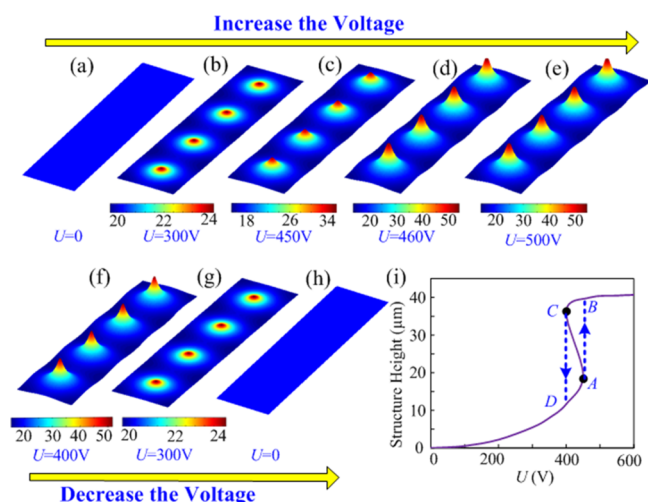 Increase the Voltage
(a) (b) (c) (d) (e)
20 22 24 18 26 34 20 30 40 50 20 30 40 50
U=0 U=300V U=450V U=460V U=500V
(f) (g) (h) (i)
Structure Height (μm)
40
30
20
10
0
C B
A
D
0 200 400 600
U (V)
20 30 40 50 20 22 24
U=400V U=300V U=0
Decrease the Voltage